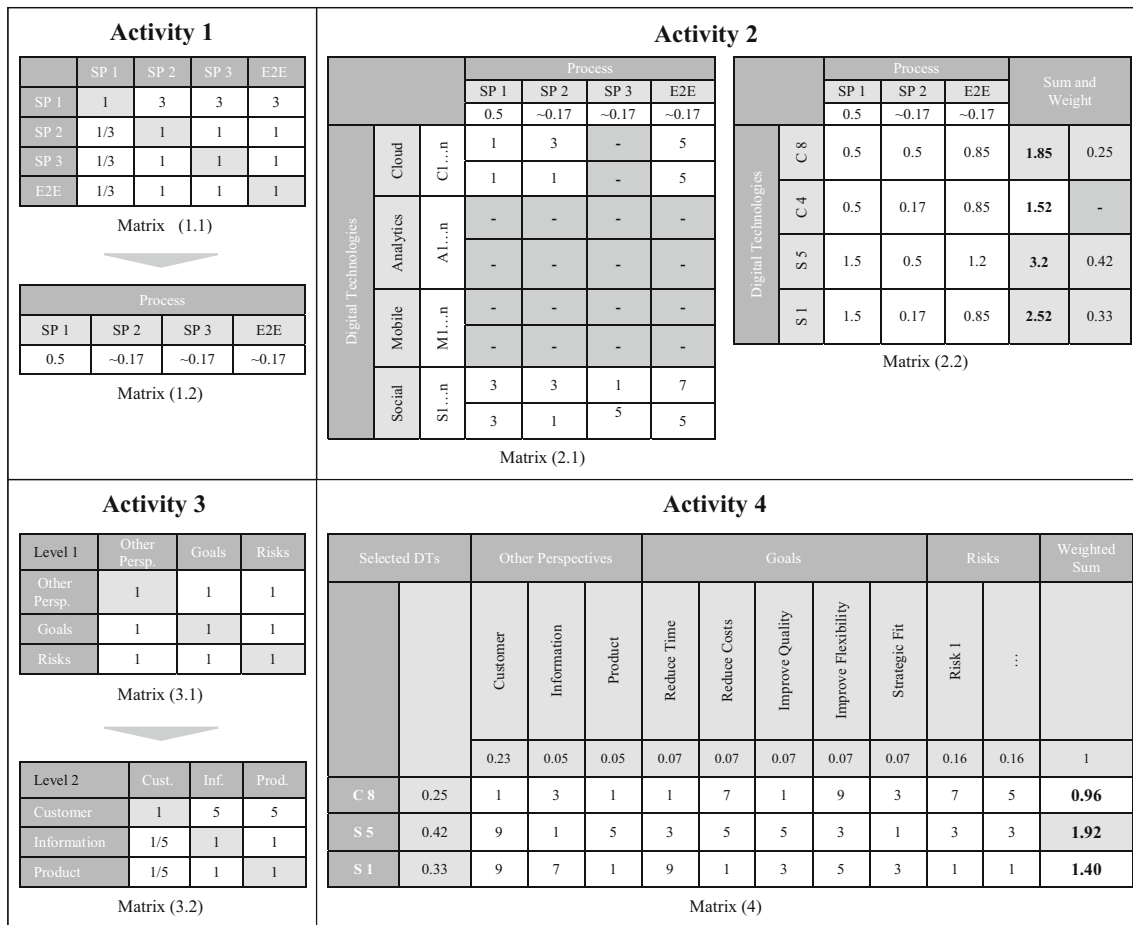 Activity 1
SP 1 SP 2 SP 3 E2E
SP 1 1 3 3 3
SP 2 1/3 1 1 1
SP 3 1/3 1 1 1
E2E 1/3 1 1 1
Matrix (1.1)
Process
SP 1 SP 2 SP 3 E2E
0.5 ~0.17 ~0.17 ~0.17
Matrix (1.2)
Activity 2
Process
SP 1 SP 2 SP 3 E2E
0.5 ~0.17 ~0.17 ~0.17
Digital Technologies
Cloud
C1…n
1 3 - 5
1 1 - 5
Analytics
A1…n
- - - -
- - - -
Mobile
M1…n
- - - -
- - - -
Social
S1…n
3 3 1 7
3 1 5 5
Matrix (2.1)
Process Sum and
Weight
SP 1 SP 2 E2E
0.5 ~0.17 ~0.17
Digital Technologies
C 8 0.5 0.5 0.85 1.85 0.25
C 4 0.5 0.17 0.85 1.52 -
S 5 1.5 0.5 1.2 3.2 0.42
S 1 1.5 0.17 0.85 2.52 0.33
Matrix (2.2)
Activity 3
Level 1 Other Persp. Goals Risks
Other Persp. 1 1 1
Goals 1 1 1
Risks 1 1 1
Matrix (3.1)
Level 2 Cust. Inf. Prod.
Customer 1 5 5
Information 1/5 1 1
Product 1/5 1 1
Matrix (3.2)
Activity 4
Selected DTs Other Perspectives Goals Risks Weighted Sum
Customer Information Product Reduce Time Reduce Costs Improve Quality Improve Flexibility Strategic Fit Risk 1 …
0.23 0.05 0.05 0.07 0.07 0.07 0.07 0.07 0.16 0.16 1
C 8 0.25 1 3 1 1 7 1 9 3 7 5 0.96
S 5 0.42 9 1 5 3 5 5 3 1 3 3 1.92
S 1 0.33 9 7 1 9 1 3 5 3 1 1 1.40
Matrix (4)